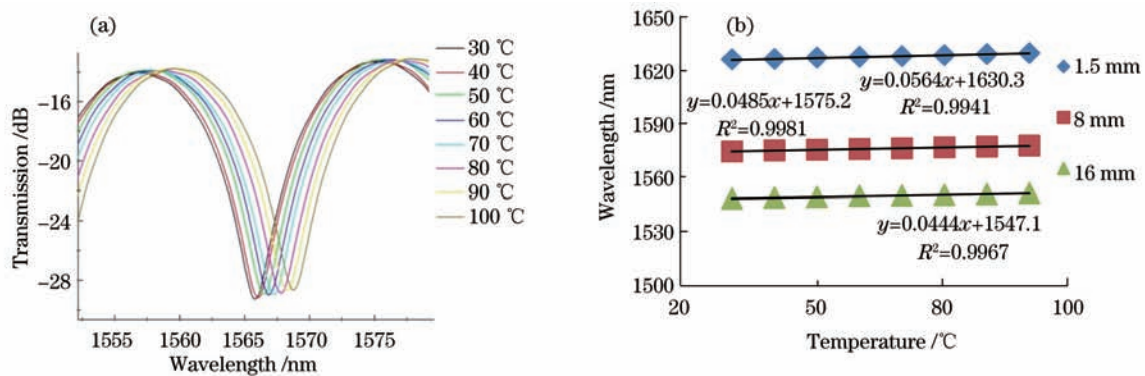 (a)
30 ℃
40 ℃
50 ℃
60 ℃
70 ℃
80 ℃
90 ℃
100 ℃
−16
−20
−24
−28
Transmission /dB
1555 1560 1565 1570 1575
Wavelength /nm
(b)
1650
1620
1590
1560
1530
1500
Wavelength /nm
y=0.0564x+1630.3
R²=0.9941
y=0.0485x+1575.2
R²=0.9981
y=0.0444x+1547.1
R²=0.9967
1.5 mm
8 mm
16 mm
20 50 80 100
Temperature /℃